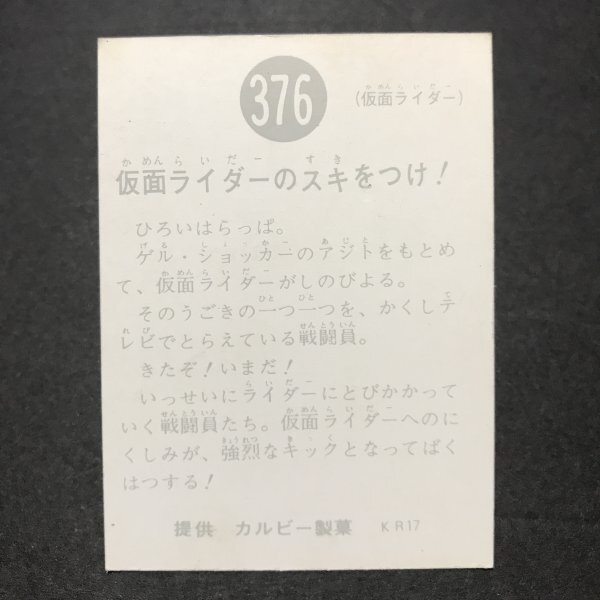 376
(仮面ライダー)
仮面ライダーのスキをつけ!
ひろいはらっぱ。
ゲル・ショッカーのアジトをもとめ
て、仮面ライダーがしのびよる。
そのうごきの一つ一つを、かくしテ
レビでとらえている戦闘員。
きたぞ!いまだ!
いっせいにライダーにとびかかって
いく戦闘員たち。仮面ライダーへのに
くしみが、強烈なキックとなってばく
はつする!
提供 カルビー製菓 KR17